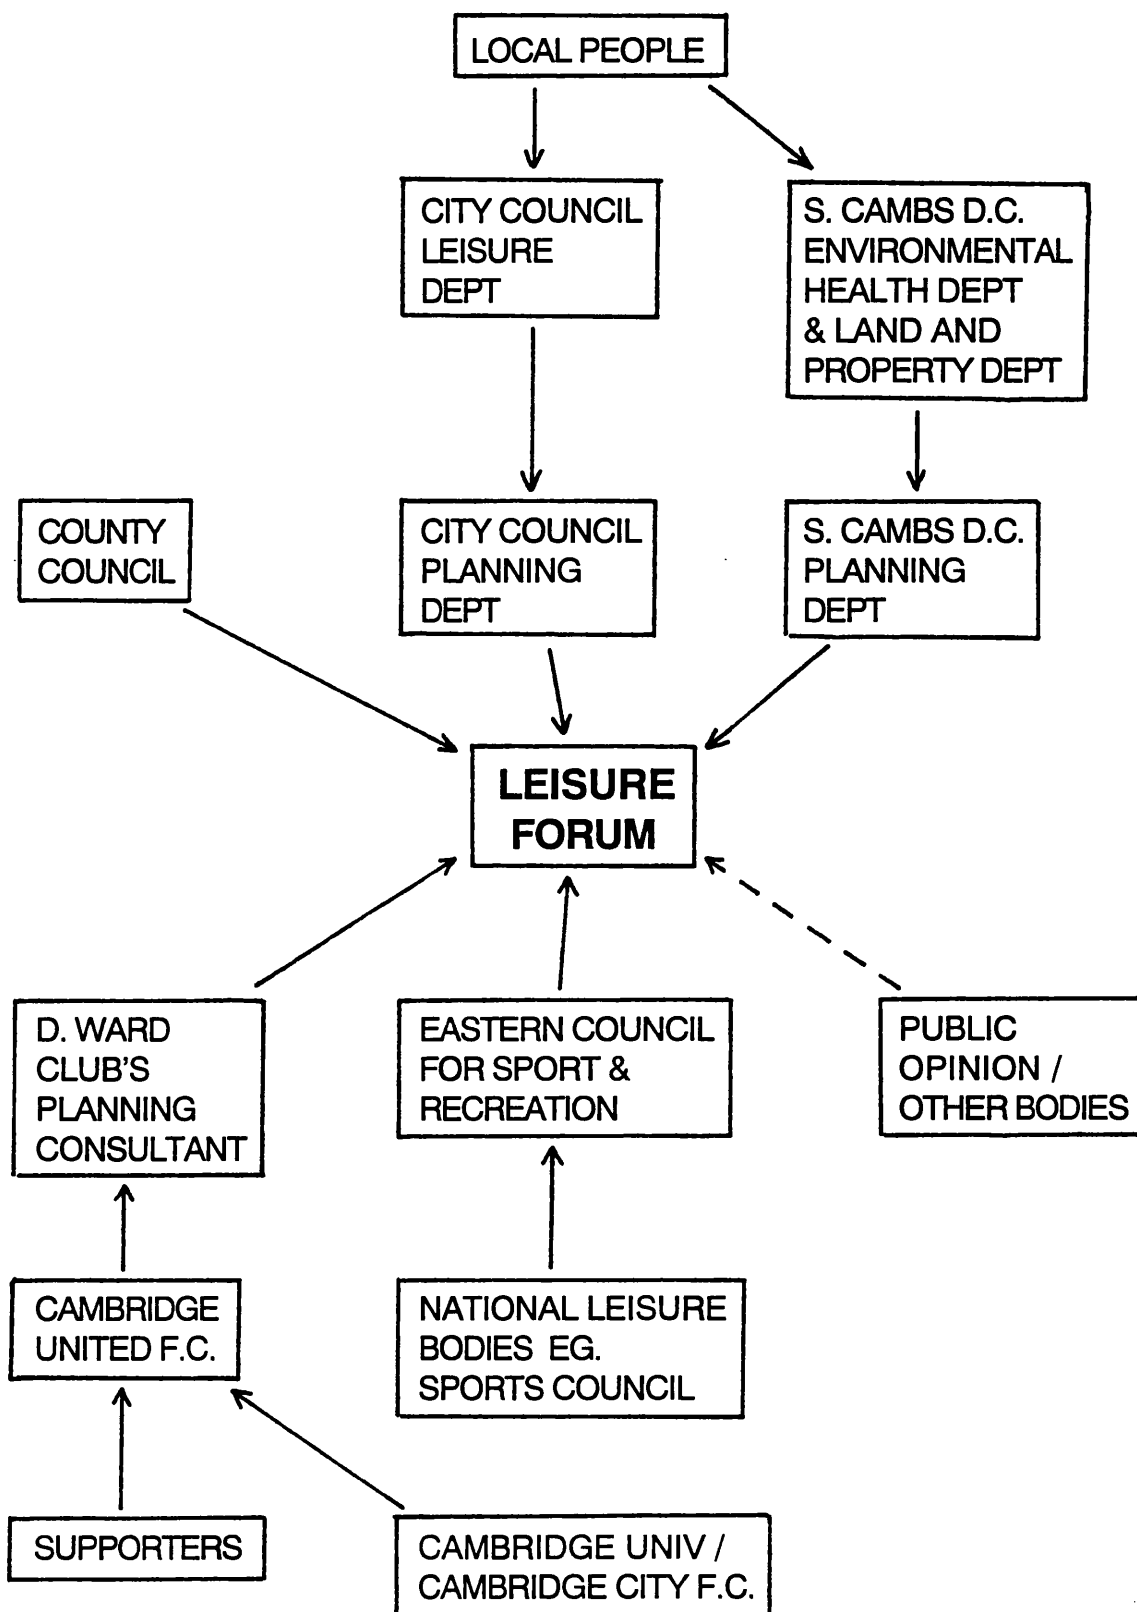 LOCAL PEOPLE
CITY COUNCIL
LEISURE
DEPT
S. CAMBS D.C.
ENVIRONMENTAL
HEALTH DEPT
& LAND AND
PROPERTY DEPT
COUNTY
COUNCIL
CITY COUNCIL
PLANNING
DEPT
S. CAMBS D.C.
PLANNING
DEPT
LEISURE
FORUM
D. WARD
CLUB'S
PLANNING
CONSULTANT
EASTERN COUNCIL
FOR SPORT &
RECREATION
PUBLIC
OPINION /
OTHER BODIES
CAMBRIDGE
UNITED F.C.
NATIONAL LEISURE
BODIES EG.
SPORTS COUNCIL
SUPPORTERS
CAMBRIDGE UNIV /
CAMBRIDGE CITY F.C.